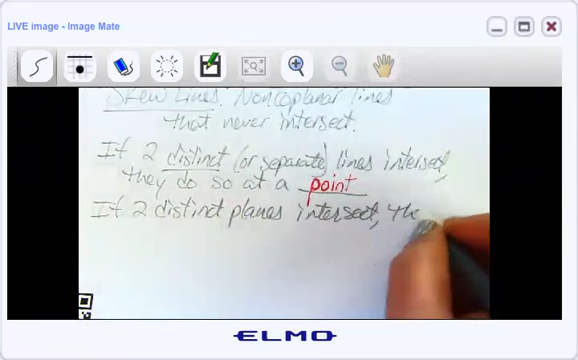 LIVE image - Image Mate
Skew Lines: Noncoplanar lines
that never intersect.
If 2 distinct (or separate) lines intersect,
they do so at a point
If 2 distinct planes intersect, the
ELMO